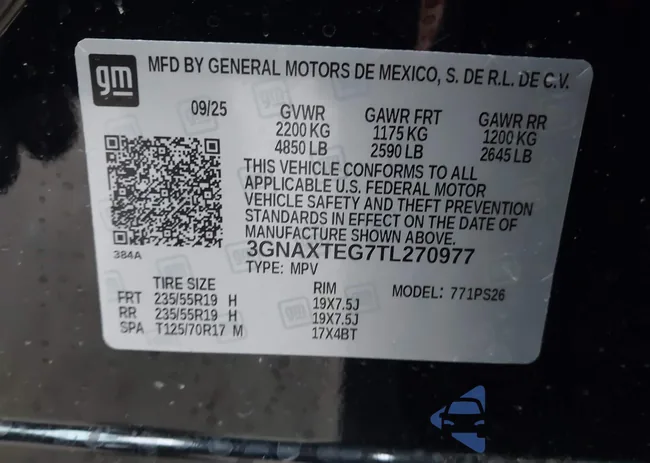 gm
MFD BY GENERAL MOTORS DE MEXICO, S. DE R.L. DE C.V.
09/25 GVWR GAWR FRT GAWR RR
2200 KG 1175 KG 1200 KG
4850 LB 2590 LB 2645 LB
THIS VEHICLE CONFORMS TO ALL
APPLICABLE U.S. FEDERAL MOTOR
VEHICLE SAFETY AND THEFT PREVENTION
STANDARDS IN EFFECT ON THE DATE OF
MANUFACTURE SHOWN ABOVE.
384A 3GNAXTEG7TL270977
TYPE: MPV
TIRE SIZE RIM MODEL: 771PS26
FRT 235/55R19 H 19X7.5J
RR 235/55R19 H 19X7.5J
SPA T125/70R17 M 17X4BT